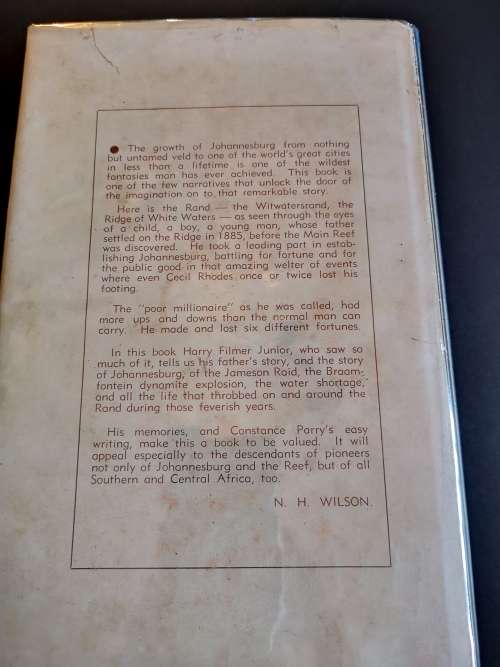 ● The growth of Johannesburg from nothing
but untamed veld to one of the world's great cities
in less than a lifetime is one of the wildest
fantasies man has ever achieved. This book is
one of the few narratives that unlock the door of
the imagination on to that remarkable story.
Here is the Rand — the Witwatersrand, the
Ridge of White Waters — as seen through the eyes
of a child, a boy, a young man, whose father
settled on the Ridge in 1885, before the Main Reef
was discovered. He took a leading part in estab-
lishing Johannesburg, battling for fortune and for
the public good in that amazing welter of events
where even Cecil Rhodes once or twice lost his
footing.
The "poor millionaire" as he was called, had
more ups and downs than the normal man can
carry. He made and lost six different fortunes.
In this book Harry Filmer Junior, who saw so
much of it, tells us his father's story, and the story
of Johannesburg, of the Jameson Raid, the Braam-
fontein dynamite explosion, the water shortage,
and all the life that throbbed on and around the
Rand during those feverish years.
His memories, and Constance Parry's easy
writing, make this a book to be valued. It will
appeal especially to the descendants of pioneers
not only of Johannesburg and the Reef, but of all
Southern and Central Africa, too.
N. H. WILSON.